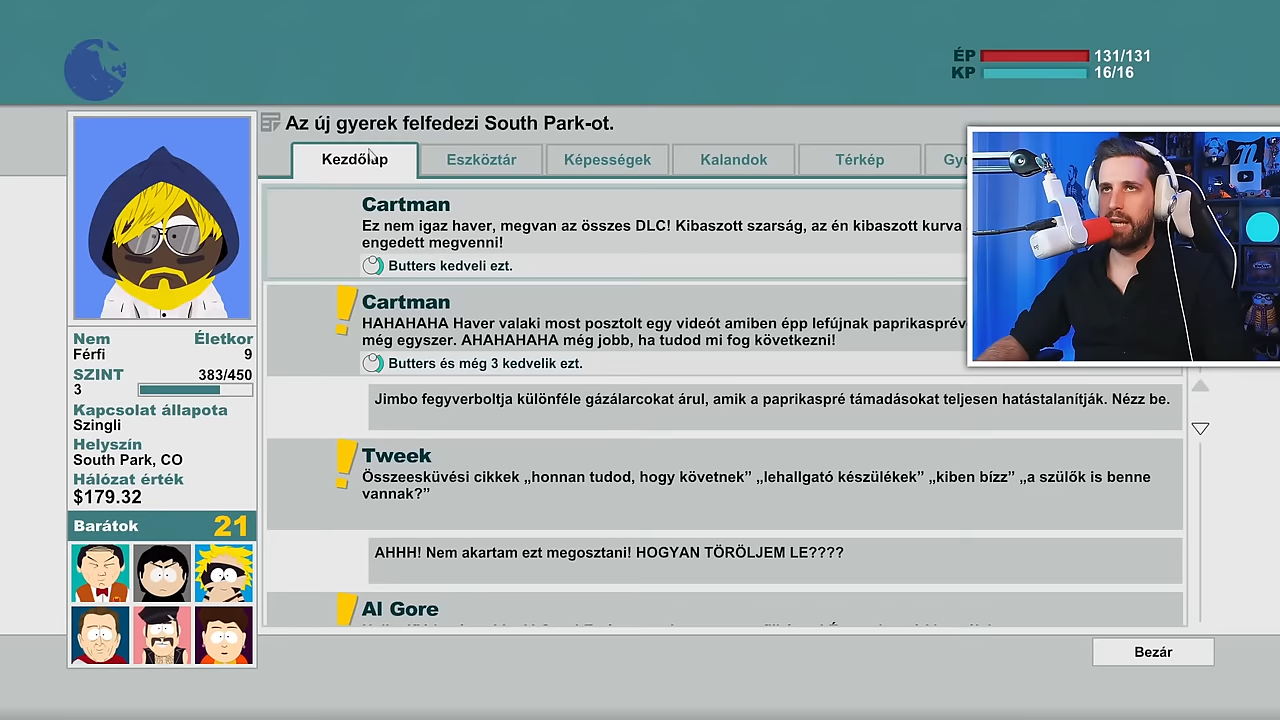 ÉP 131/131
KP 16/16
Az új gyerek felfedezi South Park-ot.
Kezdőlap Eszköztár Képességek Kalandok Térkép
Cartman
Ez nem igaz haver, megvan az összes DLC! Kibaszott szarság, az én kibaszott kurva
engedett megvenni!
Butters kedveli ezt.
Cartman
HAHAHAHA Haver valaki most posztolt egy videót amiben épp lefújnak
még egyszer. AHAHAHAHA még jobb, ha tudod mi fog következni!
Butters és még 3 kedvelik ezt.
Jimbo fegyverboltja különféle gázálarcokat árul, amik a paprikaspré támadásokat teljesen hatástalanítják. Nézz be.
Tweek
Összeesküvési cikkek „honnan tudod, hogy követnek” „lehallgató készülékek” „kiben bízz” „a szülők is benne
vannak?”
AHHH! Nem akartam ezt megosztani! HOGYAN TÖRÖLJEM LE????
Al Gore
Nem Életkor
Férfi 9
SZINT 383/450
3
Kapcsolat állapota
Szingli
Helyszín
South Park, CO
Hálózat érték
$179.32
Barátok 21
Bezár